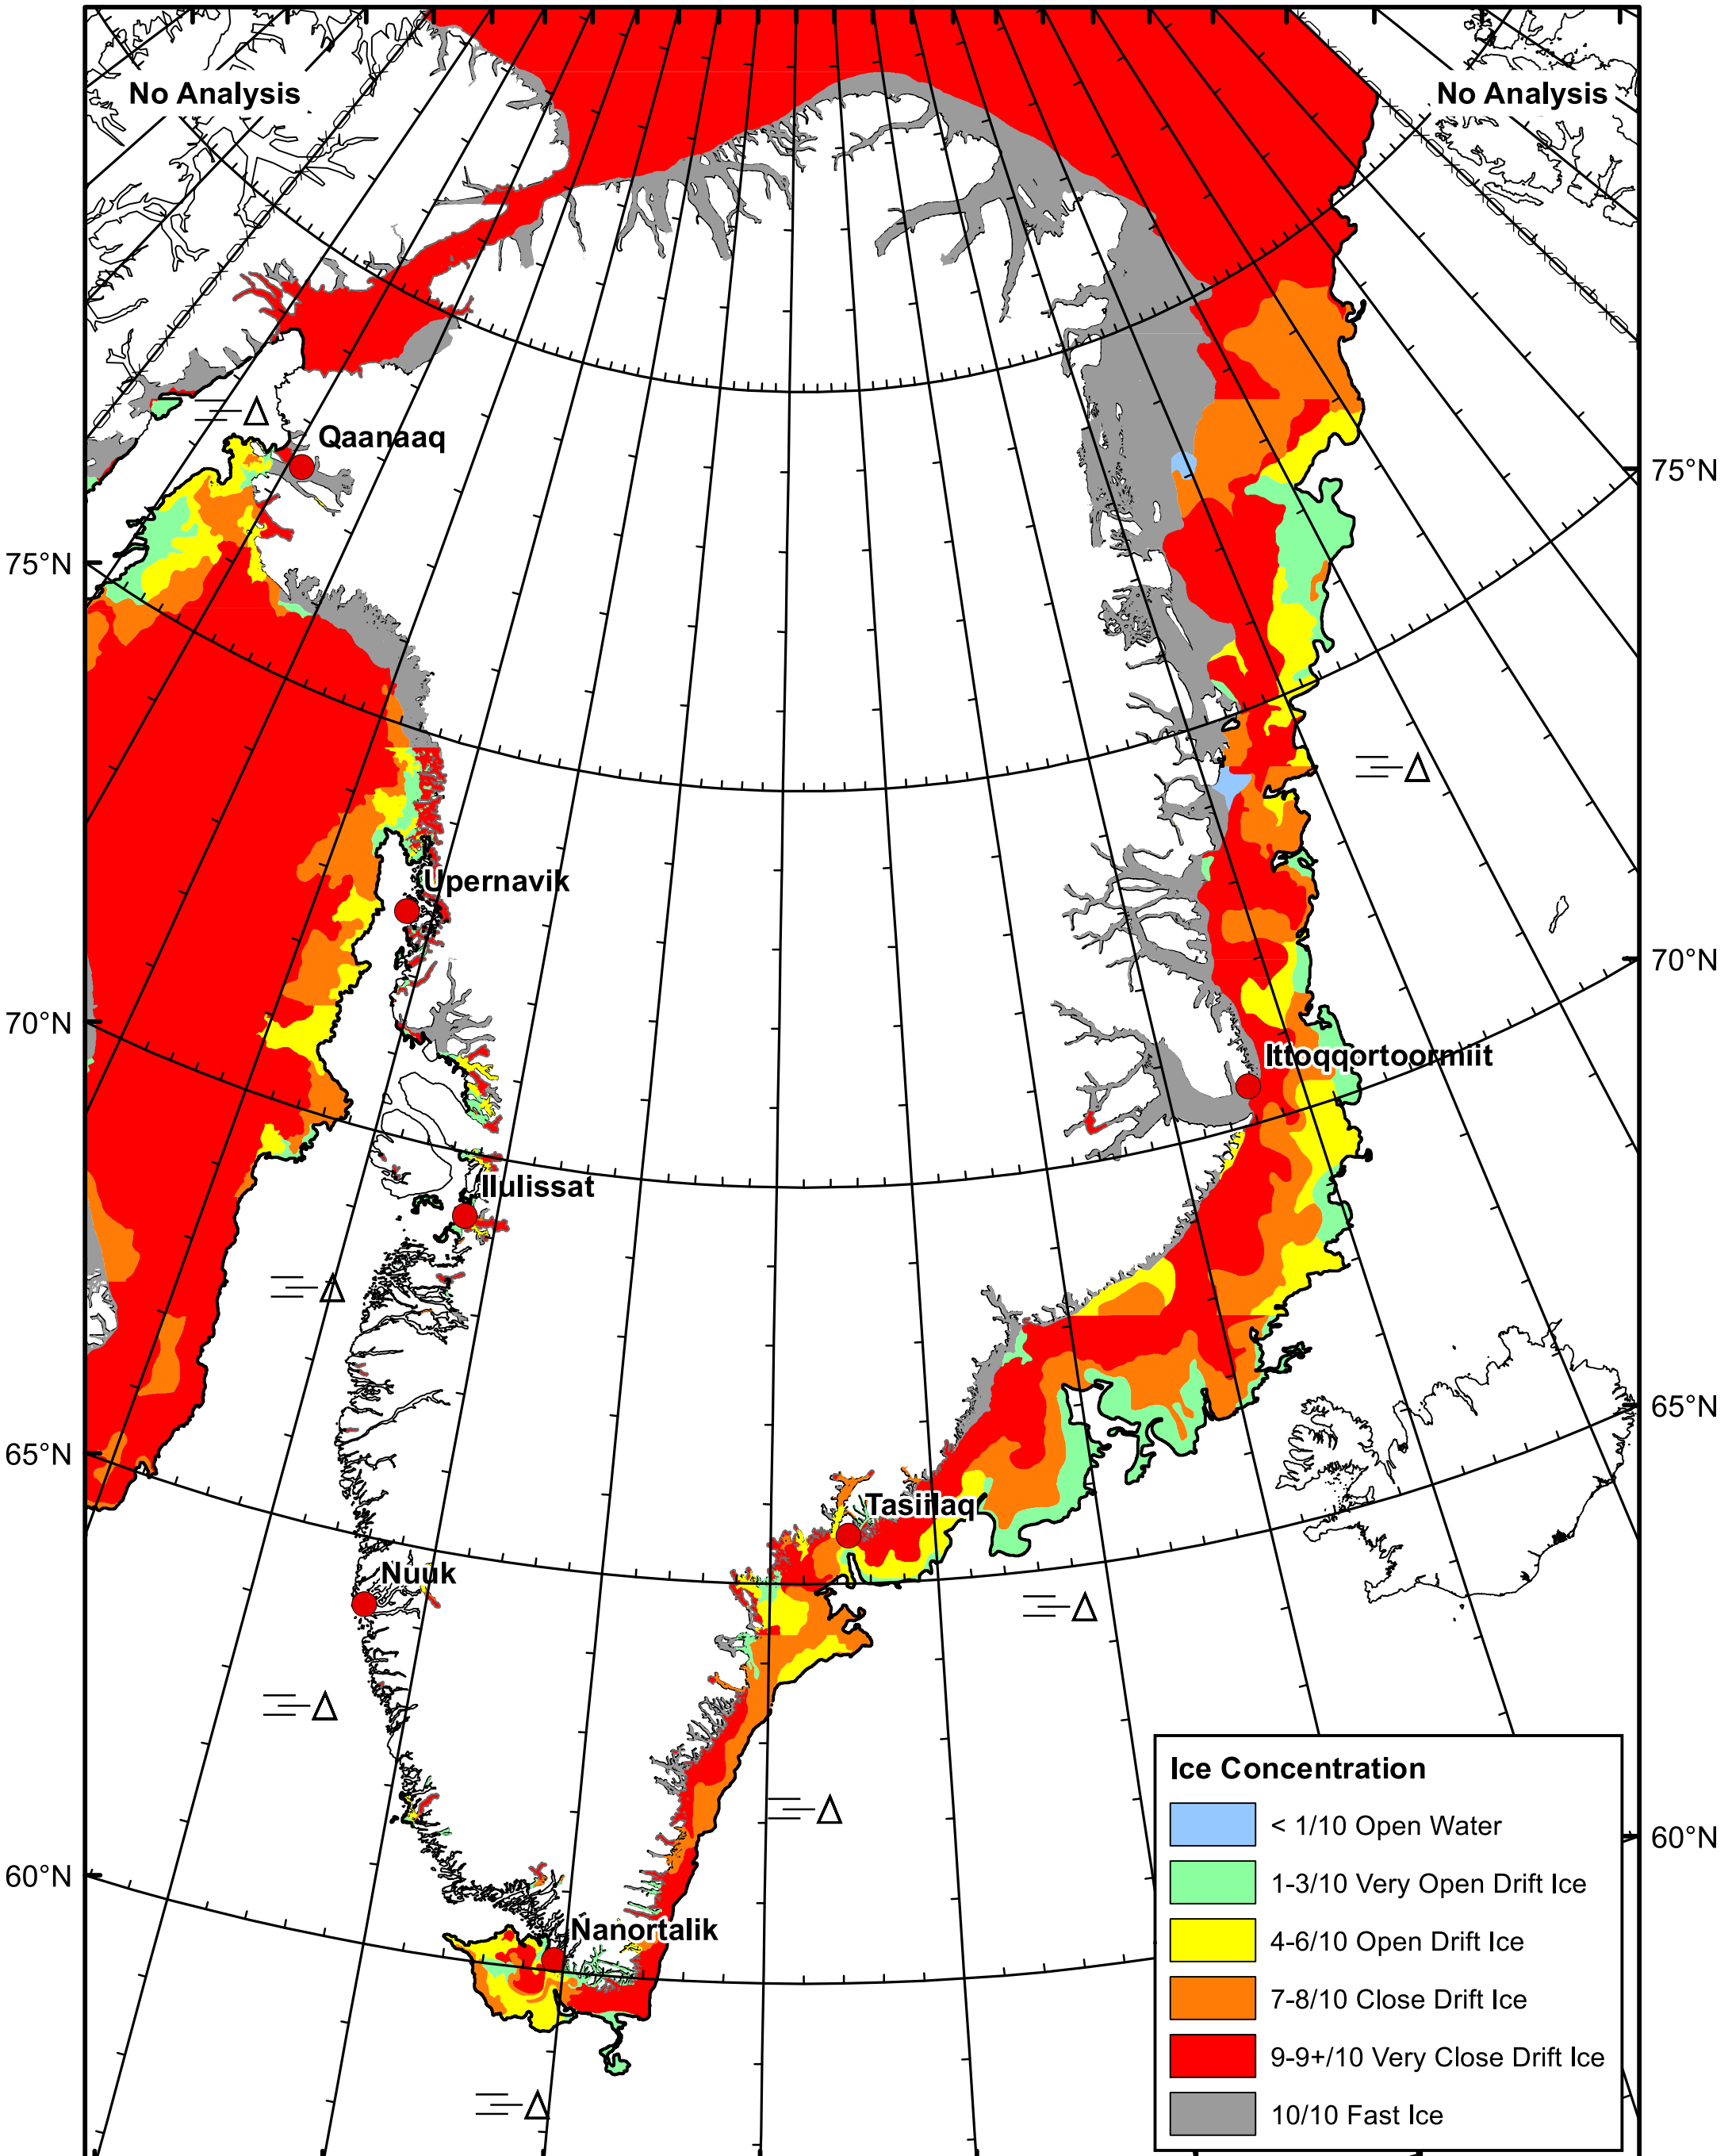 No Analysis
No Analysis
Qaanaaq
75°N
75°N
Upernavik
70°N
70°N
Ittoqqortoormiit
Ilulissat
65°N
65°N
Tasiilaq
Nuuk
60°N
60°N
Nanortalik
Ice Concentration
< 1/10 Open Water
1-3/10 Very Open Drift Ice
4-6/10 Open Drift Ice
7-8/10 Close Drift Ice
9-9+/10 Very Close Drift Ice
10/10 Fast Ice